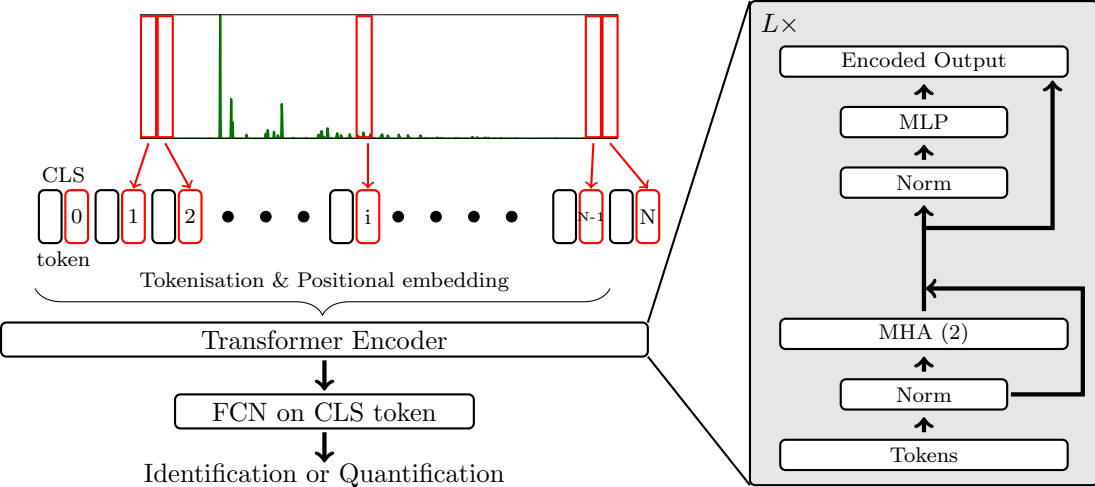 CLS
0 1 2 i N-1 N
token
Tokenisation & Positional embedding
Transformer Encoder
FCN on CLS token
Identification or Quantification
L×
Encoded Output
MLP
Norm
MHA (2)
Norm
Tokens